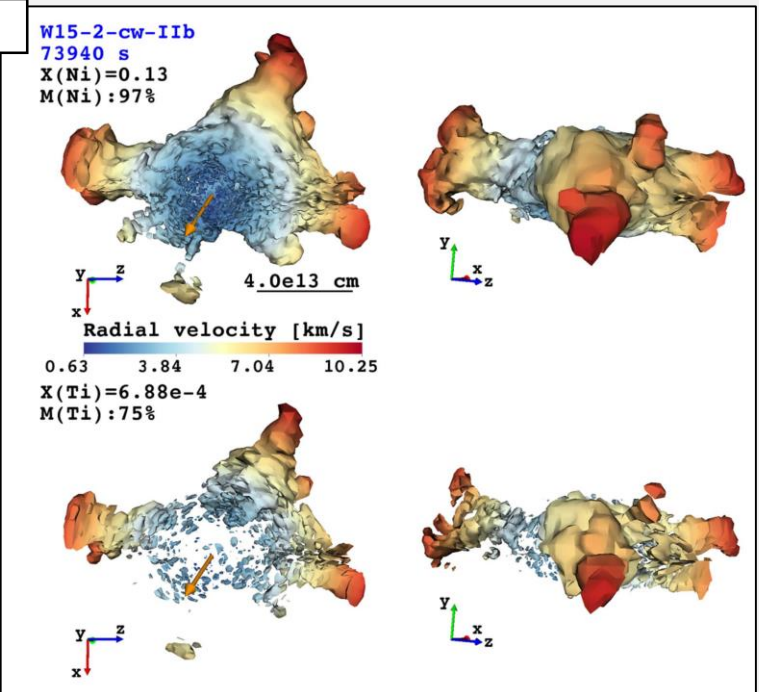 W15-2-cw-IIb
73940 s
X(Ni)=0.13
M(Ni):97%
y z
x
4.0e13 cm
y
x
z
Radial velocity [km/s]
0.63 3.84 7.04 10.25
X(Ti)=6.88e-4
M(Ti):75%
y z
x
y
x
z